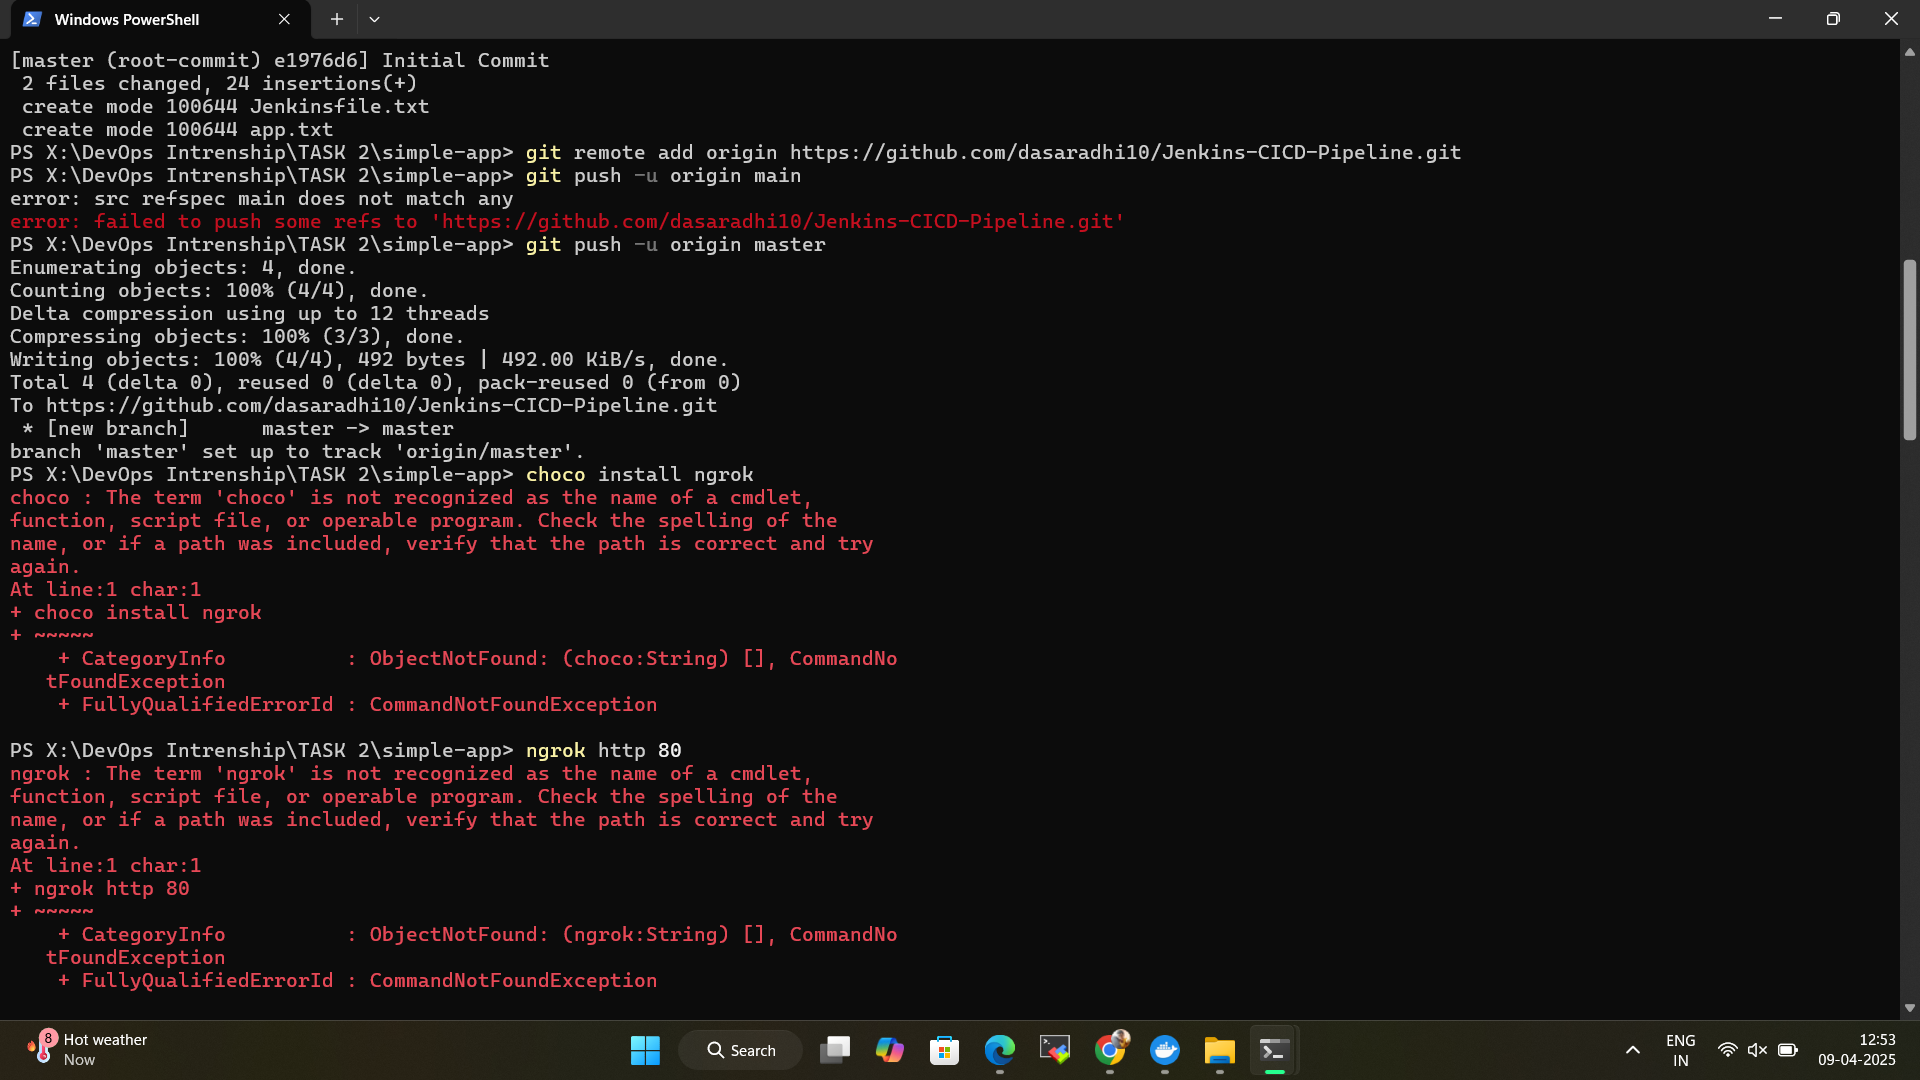 Windows PowerShell
[master (root-commit) e1976d6] Initial Commit
 2 files changed, 24 insertions(+)
 create mode 100644 Jenkinsfile.txt
 create mode 100644 app.txt
PS X:\DevOps Intrenship\TASK 2\simple-app> git remote add origin https://github.com/dasaradhi10/Jenkins-CICD-Pipeline.git
PS X:\DevOps Intrenship\TASK 2\simple-app> git push -u origin main
error: src refspec main does not match any
error: failed to push some refs to 'https://github.com/dasaradhi10/Jenkins-CICD-Pipeline.git'
PS X:\DevOps Intrenship\TASK 2\simple-app> git push -u origin master
Enumerating objects: 4, done.
Counting objects: 100% (4/4), done.
Delta compression using up to 12 threads
Compressing objects: 100% (3/3), done.
Writing objects: 100% (4/4), 492 bytes | 492.00 KiB/s, done.
Total 4 (delta 0), reused 0 (delta 0), pack-reused 0 (from 0)
To https://github.com/dasaradhi10/Jenkins-CICD-Pipeline.git
 * [new branch]      master -> master
branch 'master' set up to track 'origin/master'.
PS X:\DevOps Intrenship\TASK 2\simple-app> choco install ngrok
choco : The term 'choco' is not recognized as the name of a cmdlet,
function, script file, or operable program. Check the spelling of the
name, or if a path was included, verify that the path is correct and try
again.
At line:1 char:1
+ choco install ngrok
+ ~~~~~
    + CategoryInfo          : ObjectNotFound: (choco:String) [], CommandNo
   tFoundException
    + FullyQualifiedErrorId : CommandNotFoundException
PS X:\DevOps Intrenship\TASK 2\simple-app> ngrok http 80
ngrok : The term 'ngrok' is not recognized as the name of a cmdlet,
function, script file, or operable program. Check the spelling of the
name, or if a path was included, verify that the path is correct and try
again.
At line:1 char:1
+ ngrok http 80
+ ~~~~~
    + CategoryInfo          : ObjectNotFound: (ngrok:String) [], CommandNo
   tFoundException
    + FullyQualifiedErrorId : CommandNotFoundException
8
Hot weather
Now
Search
ENG
IN
12:53
09-04-2025